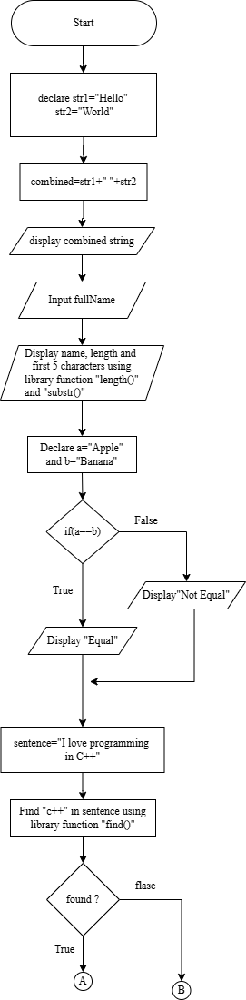 Start
declare str1="Hello"
str2="World"
combined=str1+" "+str2
display combined string
Input fullName
Display name, length and
first 5 characters using
library function "length()"
and "substr()"
Declare a="Apple"
and b="Banana"
if(a==b)
False
True
Display"Not Equal"
Display "Equal"
sentence="I love programming
in C++"
Find "c++" in sentence using
library function "find()"
found ?
flase
True
A
B